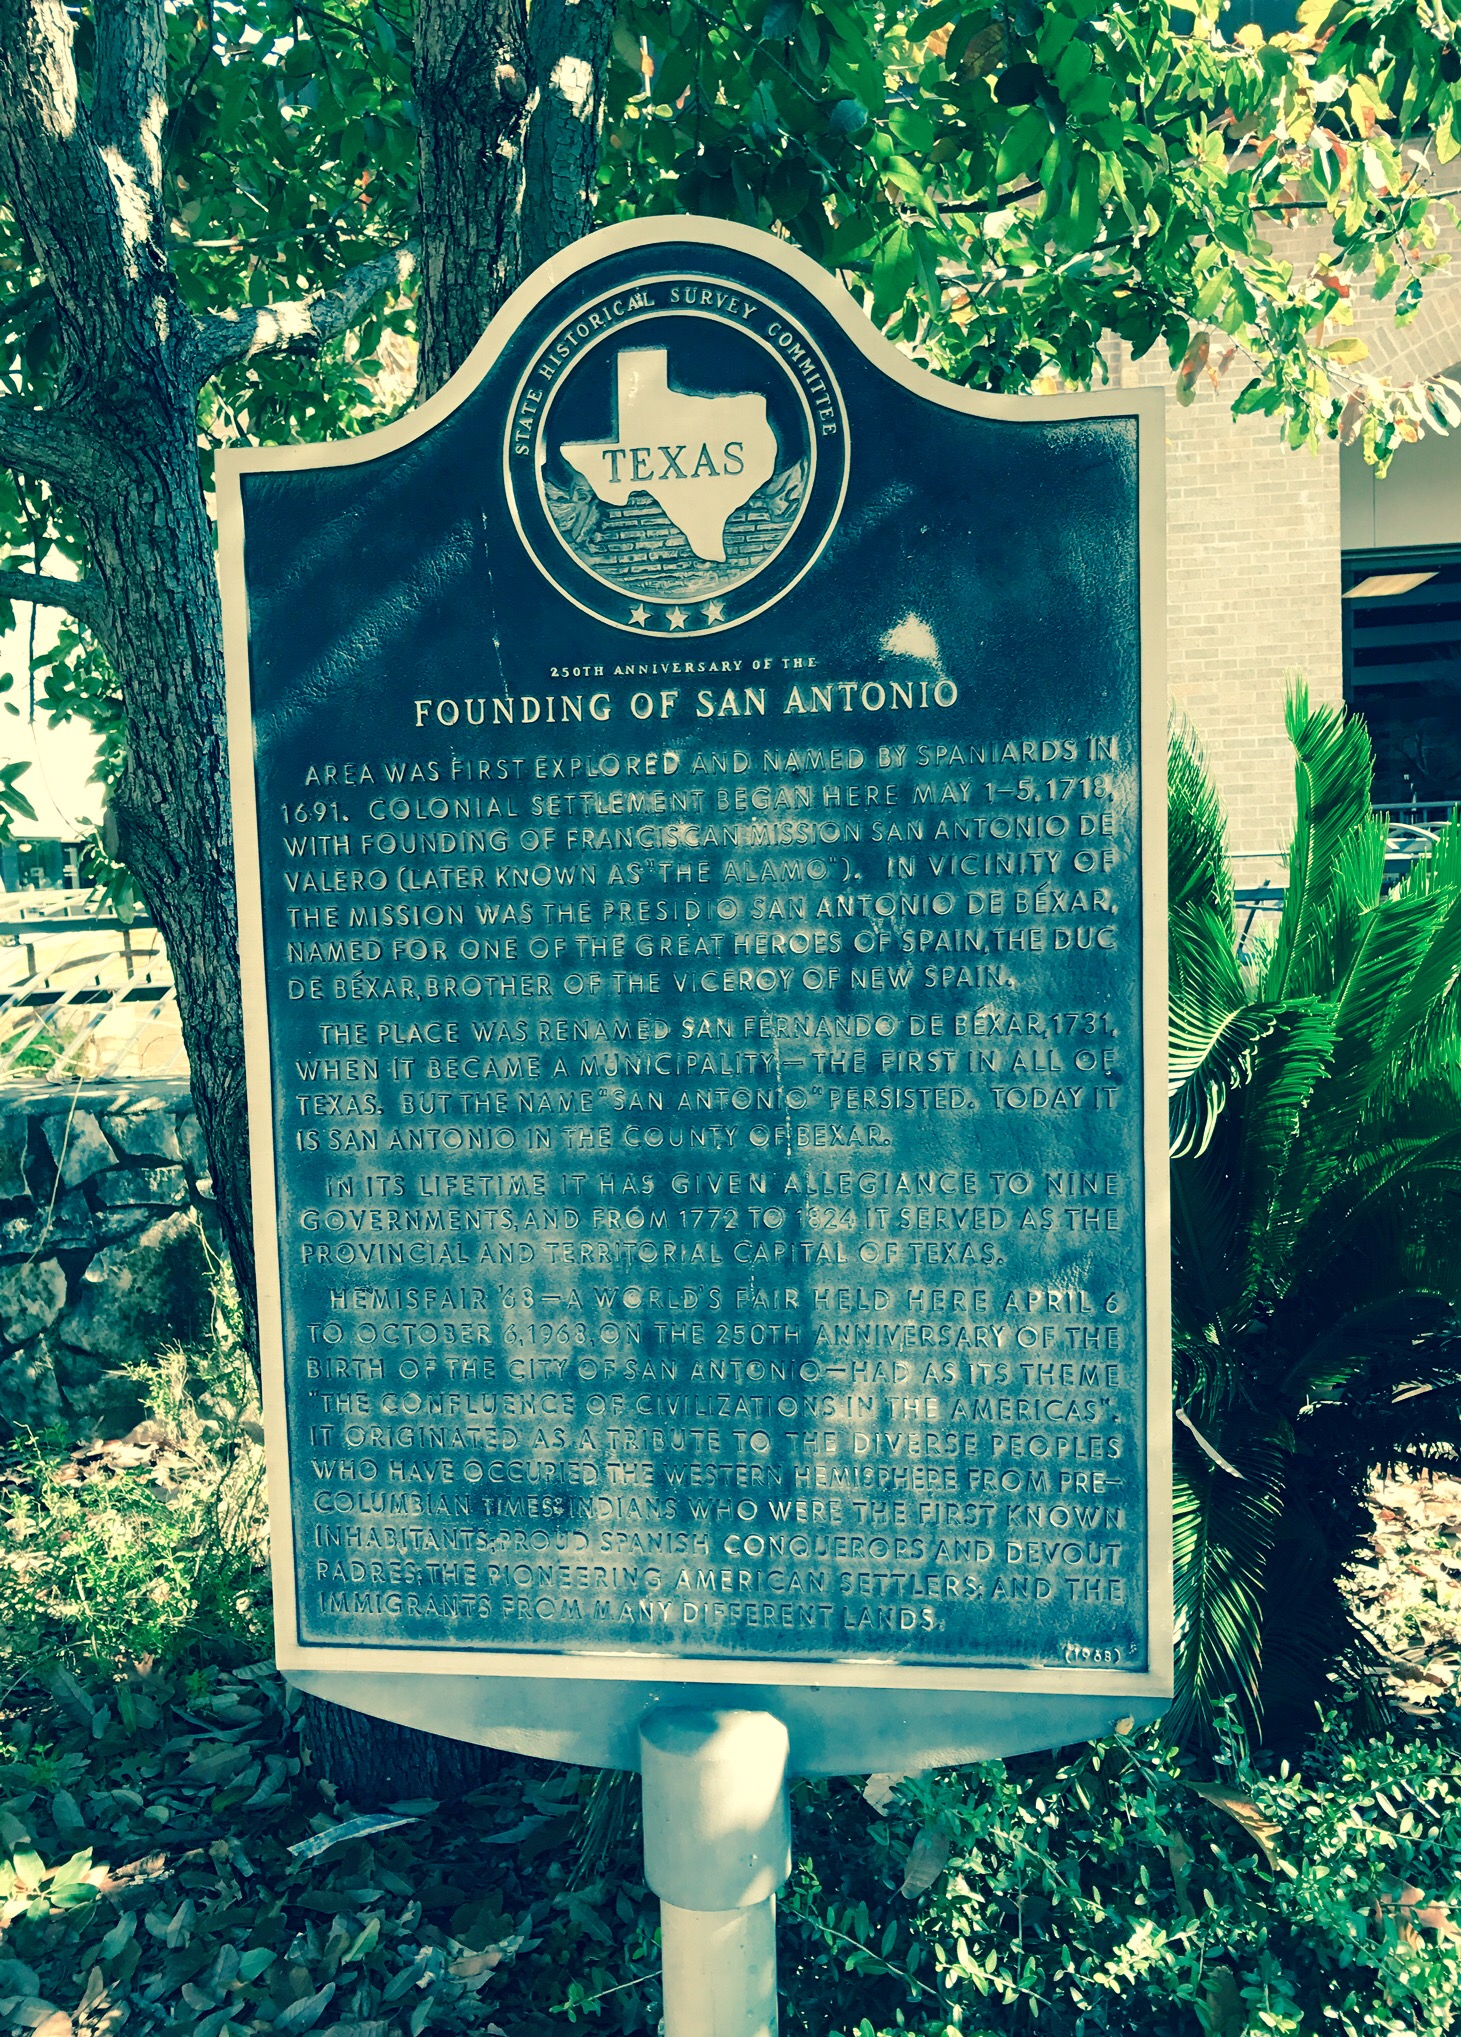 STATE HISTORICAL SURVEY COMMITTEE
TEXAS
250TH ANNIVERSARY OF THE
FOUNDING OF SAN ANTONIO
AREA WAS FIRST EXPLORED AND NAMED BY SPANIARDS IN
1691. COLONIAL SETTLEMENT BEGAN HERE MAY 1-5, 1718,
WITH FOUNDING OF FRANCISCAN MISSION SAN ANTONIO DE
VALERO (LATER KNOWN AS "THE ALAMO"). IN VICINITY OF
THE MISSION WAS THE PRESIDIO SAN ANTONIO DE BÉXAR,
NAMED FOR ONE OF THE GREAT HEROES OF SPAIN, THE DUC
DE BÉXAR, BROTHER OF THE VICEROY OF NEW SPAIN.
THE PLACE WAS RENAMED SAN FERNANDO DE BÉXAR, 1731,
WHEN IT BECAME A MUNICIPALITY—THE FIRST IN ALL OF
TEXAS. BUT THE NAME "SAN ANTONIO" PERSISTED. TODAY IT
IS SAN ANTONIO IN THE COUNTY OF BEXAR.
IN ITS LIFETIME IT HAS GIVEN ALLEGIANCE TO NINE
GOVERNMENTS, AND FROM 1772 TO 1824 IT SERVED AS THE
PROVINCIAL AND TERRITORIAL CAPITAL OF TEXAS.
HEMISFAIR '68—A WORLD'S FAIR HELD HERE APRIL 6
TO OCTOBER 6, 1968, ON THE 250TH ANNIVERSARY OF THE
BIRTH OF THE CITY OF SAN ANTONIO—HAD AS ITS THEME
"THE CONFLUENCE OF CIVILIZATIONS IN THE AMERICAS".
IT ORIGINATED AS A TRIBUTE TO THE DIVERSE PEOPLES
WHO HAVE OCCUPIED THE WESTERN HEMISPHERE FROM PRE-
COLUMBIAN TIMES: INDIANS WHO WERE THE FIRST KNOWN
INHABITANTS; PROUD SPANISH CONQUERORS AND DEVOUT
PADRES; THE PIONEERING AMERICAN SETTLERS; AND THE
IMMIGRANTS FROM MANY DIFFERENT LANDS.
(1968)